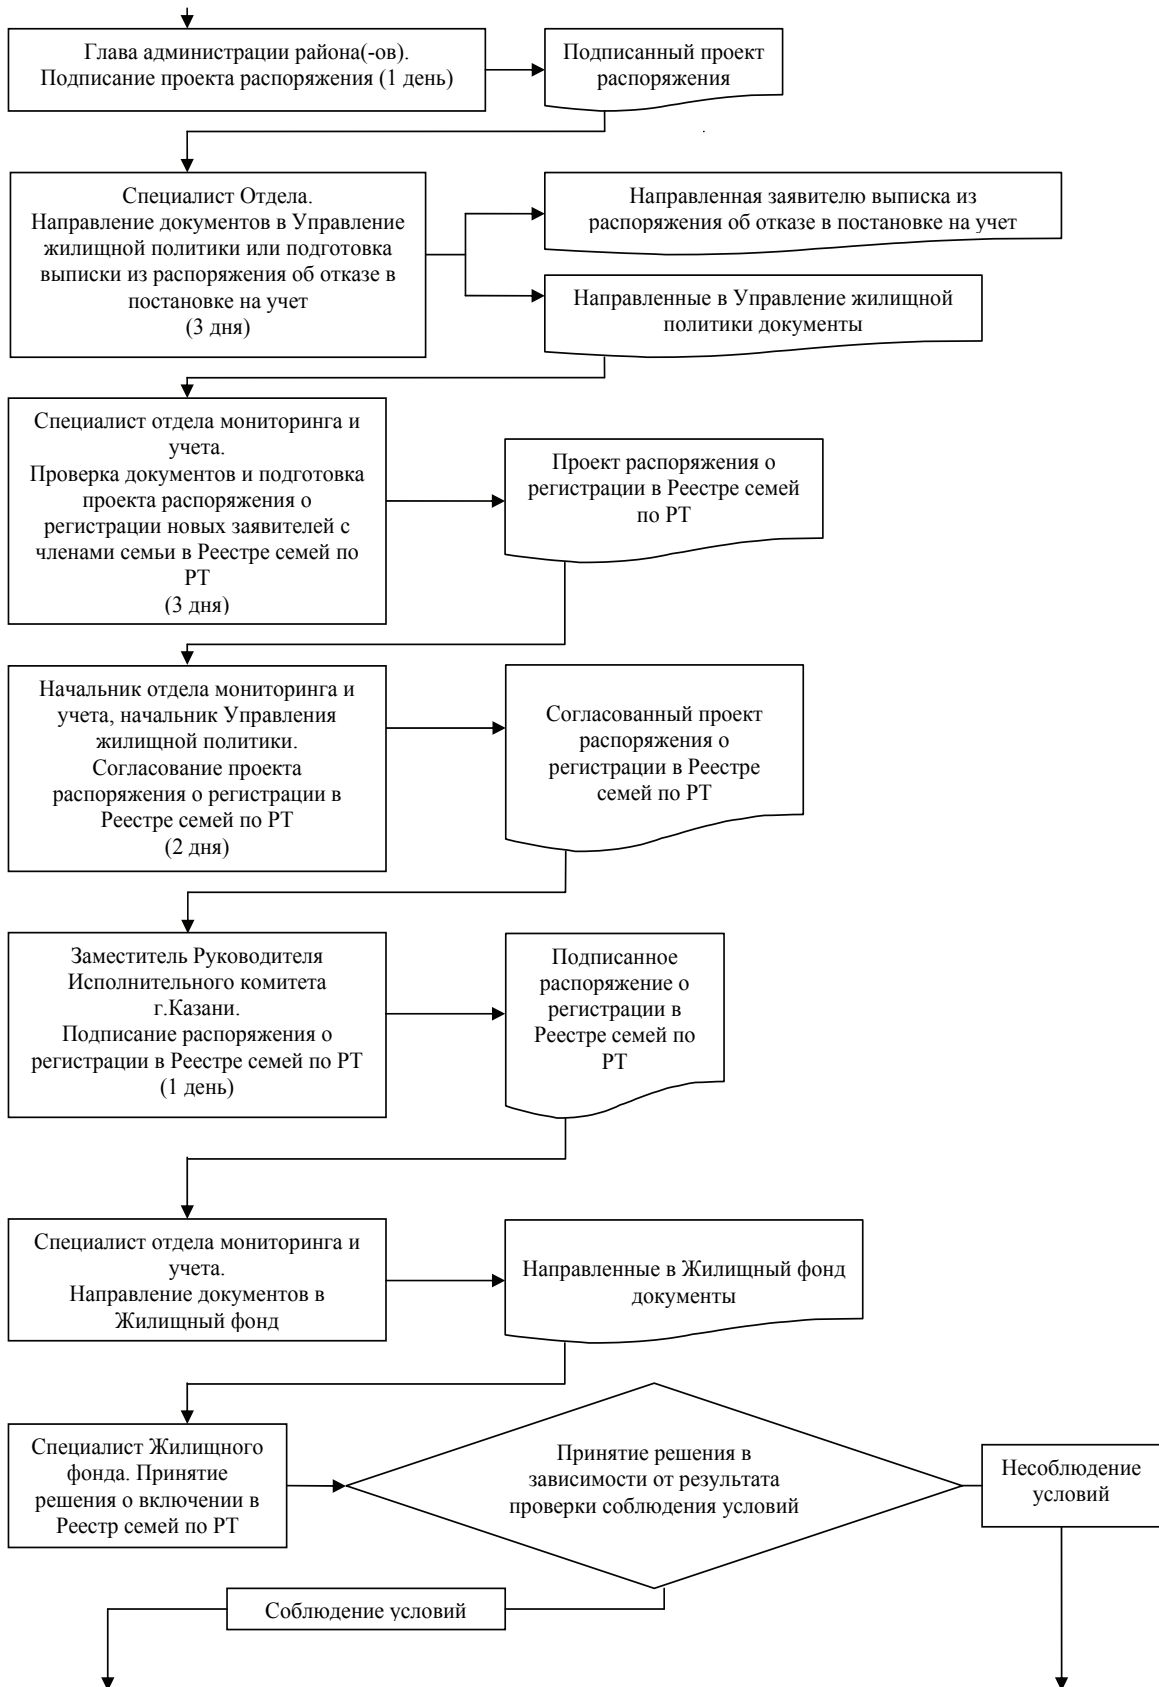 Глава администрации района(-ов).
Подписание проекта распоряжения (1 день)
Подписанный проект
распоряжения
Специалист Отдела.
Направление документов в Управление
жилищной политики или подготовка
выписки из распоряжения об отказе в
постановке на учет
(3 дня)
Направленная заявителю выписка из
распоряжения об отказе в постановке на учет
Направленные в Управление жилищной
политики документы
Специалист отдела мониторинга и
учета.
Проверка документов и подготовка
проекта распоряжения о
регистрации новых заявителей с
членами семьи в Реестре семей по
РТ
(3 дня)
Проект распоряжения о
регистрации в Реестре семей
по РТ
Начальник отдела мониторинга и
учета, начальник Управления
жилищной политики.
Согласование проекта
распоряжения о регистрации в
Реестре семей по РТ
(2 дня)
Согласованный проект
распоряжения о
регистрации в Реестре
семей по РТ
Заместитель Руководителя
Исполнительного комитета
г.Казани.
Подписание распоряжения о
регистрации в Реестре семей по РТ
(1 день)
Подписанное
распоряжение о
регистрации в
Реестре семей по
РТ
Специалист отдела мониторинга и
учета.
Направление документов в
Жилищный фонд
Направленные в Жилищный фонд
документы
Специалист Жилищного
фонда. Принятие
решения о включении в
Реестр семей по РТ
Принятие решения в
зависимости от результата
проверки соблюдения условий
Несоблюдение
условий
Соблюдение условий